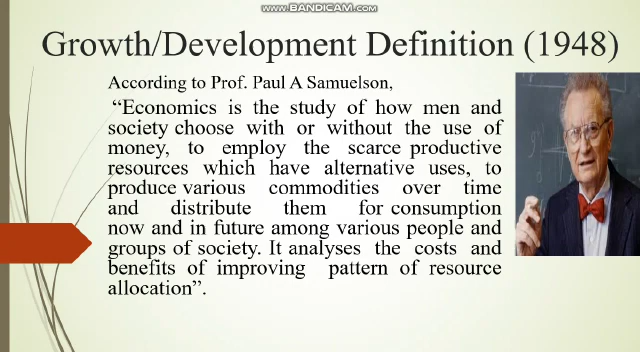 www.BANDICAM.com
Growth/Development Definition (1948)
According to Prof. Paul A Samuelson,
“Economics is the study of how men and
society choose with or without the use of
money, to employ the scarce productive
resources which have alternative uses, to
produce various commodities over time
and distribute them for consumption
now and in future among various people and
groups of society. It analyses the costs and
benefits of improving pattern of resource
allocation”.